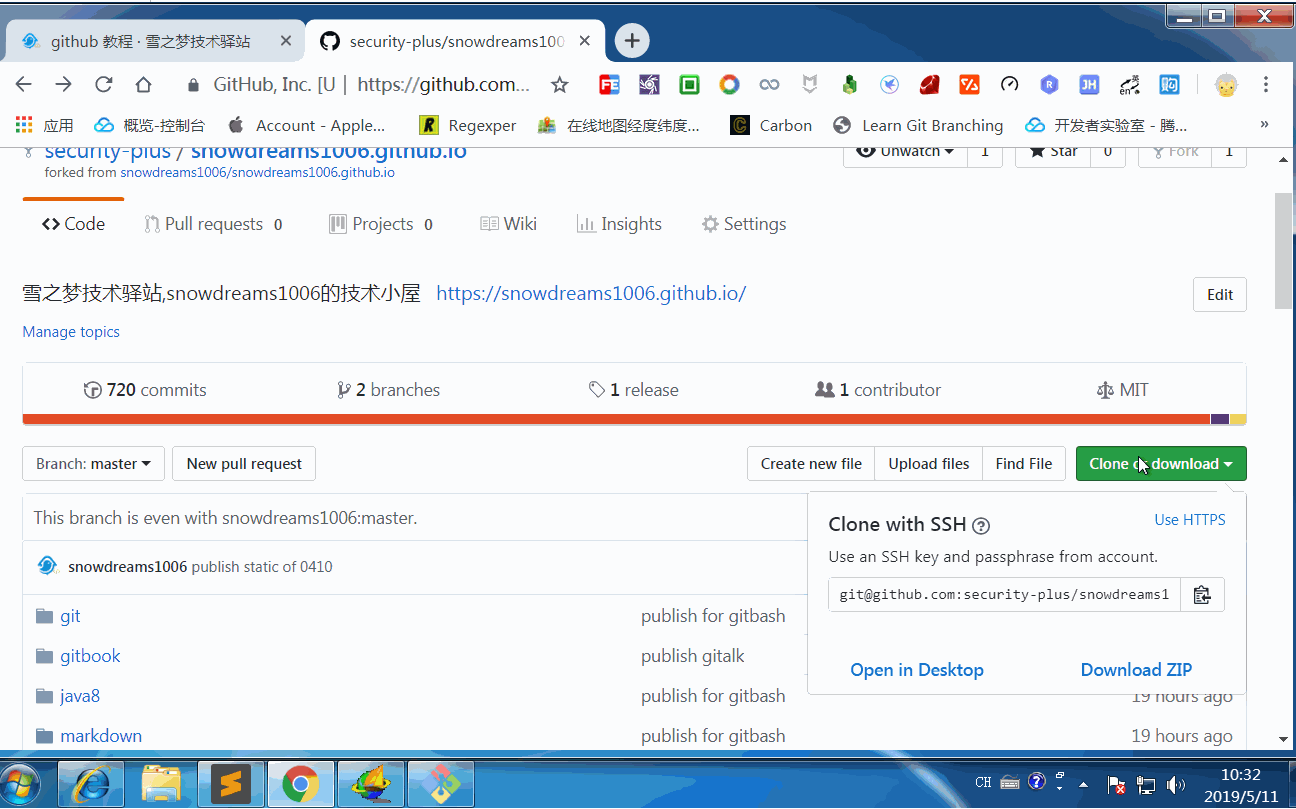 github 教程 · 雪之梦技术驿站
security-plus/snowdreams100
GitHub, Inc. [U | https://github.com...
应用 概览-控制台 Account - Apple... Regexper 在线地图经度纬度... Carbon Learn Git Branching 开发者实验室 - 腾... »
security-plus / snowdreams1006.github.io
Unwatch 1 Star 0 Fork 1
forked from snowdreams1006/snowdreams1006.github.io
Code Pull requests 0 Projects 0 Wiki Insights Settings
雪之梦技术驿站,snowdreams1006的技术小屋 https://snowdreams1006.github.io/
Edit
Manage topics
720 commits 2 branches 1 release 1 contributor MIT
Branch: master New pull request Create new file Upload files Find File Clone download
This branch is even with snowdreams1006:master.
Clone with SSH ? Use HTTPS
Use an SSH key and passphrase from account.
snowdreams1006 publish static of 0410
git@github.com:security-plus/snowdreams1
git publish for gitbash
gitbook publish gitalk
Open in Desktop Download ZIP
java8 publish for gitbash 19 hours ago
markdown publish for gitbash 19 hours ago
CH
10:32
2019/5/11